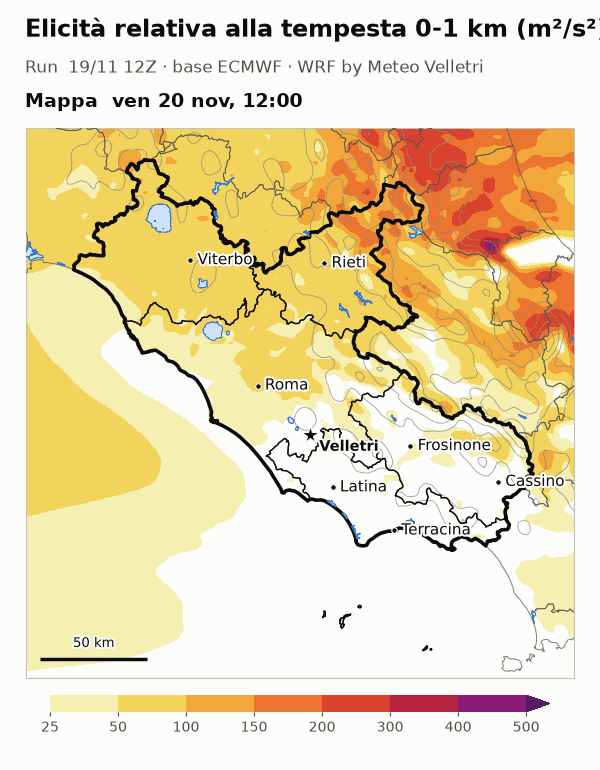 Elicità relativa alla tempesta 0-1 km (m²/s²)
Run  19/11 12Z · base ECMWF · WRF by Meteo Velletri
Mappa  ven 20 nov, 12:00
Viterbo
Rieti
Roma
Velletri
Frosinone
Latina
Cassino
Terracina
50 km
25 50 100 150 200 300 400 500